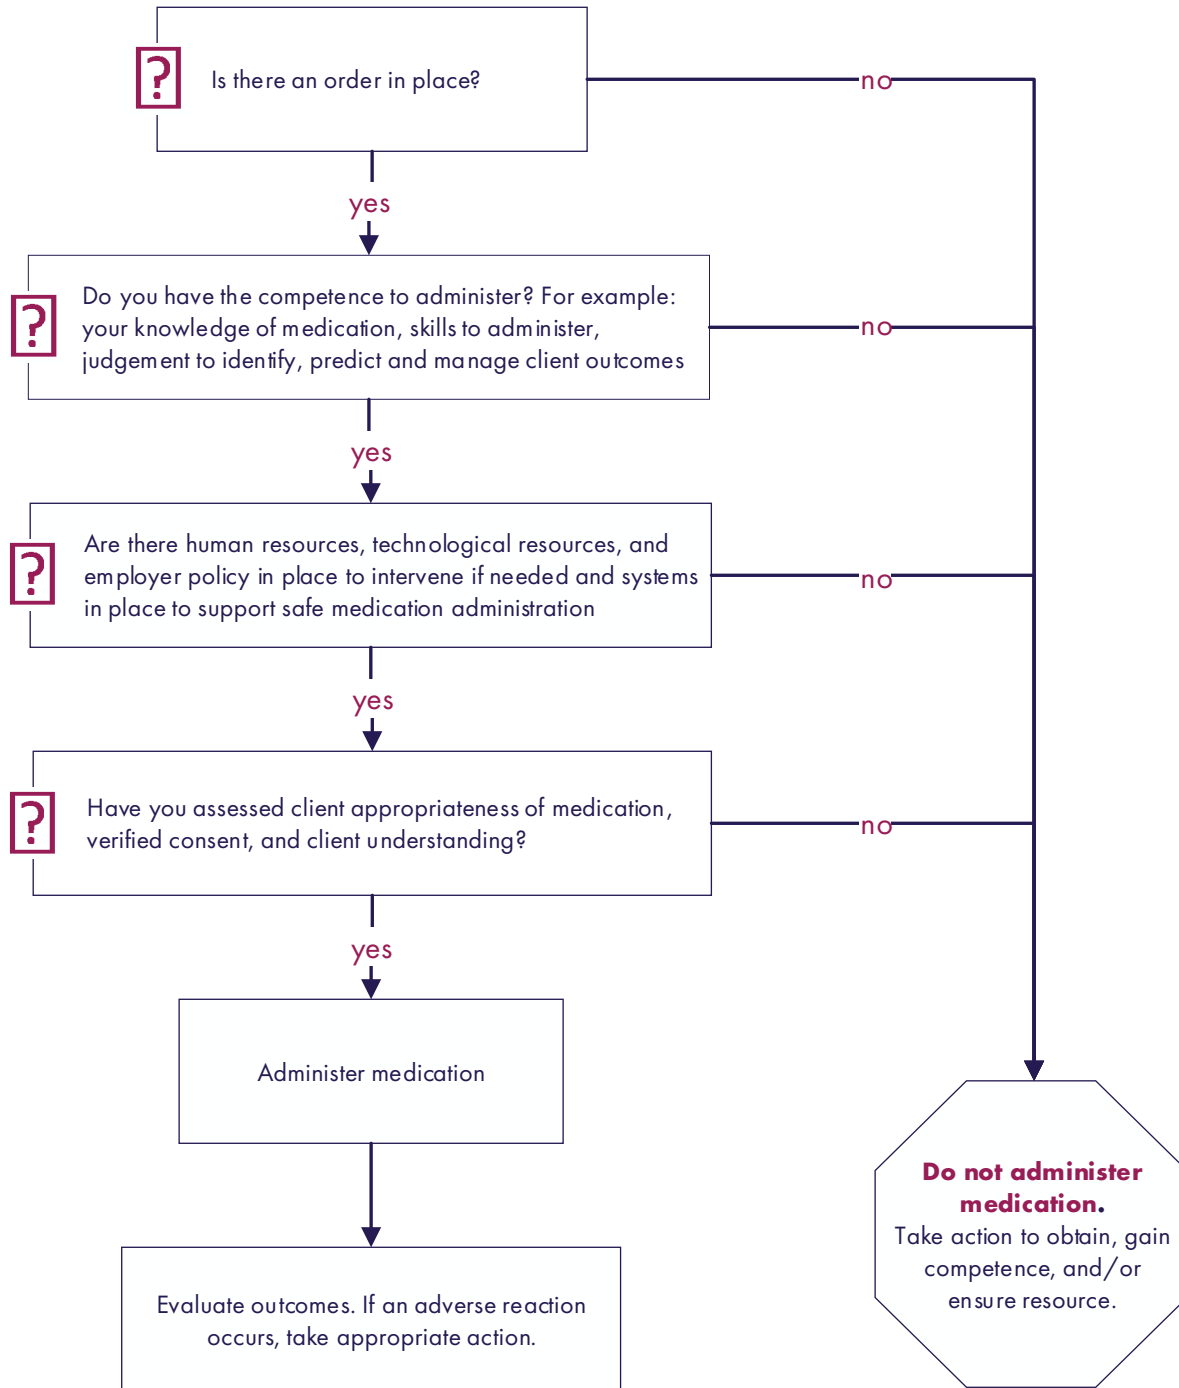 ?
Is there an order in place?
no
yes
?
Do you have the competence to administer? For example:
your knowledge of medication, skills to administer,
judgement to identify, predict and manage client outcomes
no
yes
?
Are there human resources, technological resources, and
employer policy in place to intervene if needed and systems
in place to support safe medication administration
no
yes
?
Have you assessed client appropriateness of medication,
verified consent, and client understanding?
no
yes
Administer medication
Do not administer
medication.
Take action to obtain, gain
competence, and/or
ensure resource.
Evaluate outcomes. If an adverse reaction
occurs, take appropriate action.